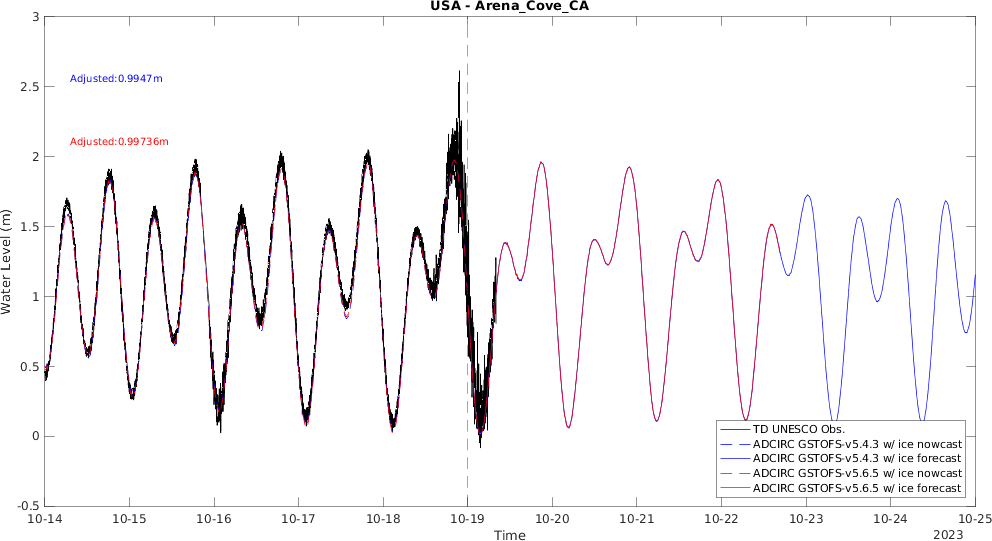 USA - Arena_Cove_CA
3
2.5
2
1.5
1
0.5
0
-0.5
Water Level (m)
Adjusted:0.9947m
Adjusted:0.99736m
TD UNESCO Obs.
ADCIRC GSTOFS-v5.4.3 w/ ice nowcast
ADCIRC GSTOFS-v5.4.3 w/ ice forecast
ADCIRC GSTOFS-v5.6.5 w/ ice nowcast
ADCIRC GSTOFS-v5.6.5 w/ ice forecast
10-14 10-15 10-16 10-17 10-18 10-19 10-20 10-21 10-22 10-23 10-24 10-25
Time
2023